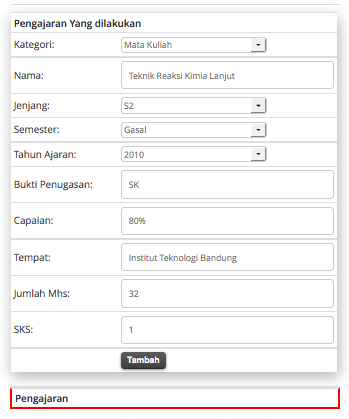 Pengajaran Yang dilakukan
Kategori: Mata Kuliah
Nama: Teknik Reaksi Kimia Lanjut
Jenjang: S2
Semester: Gasal
Tahun Ajaran: 2010
Bukti Penugasan: SK
Capaian: 80%
Tempat: Institut Teknologi Bandung
Jumlah Mhs: 32
SKS: 1
Tambah
Pengajaran